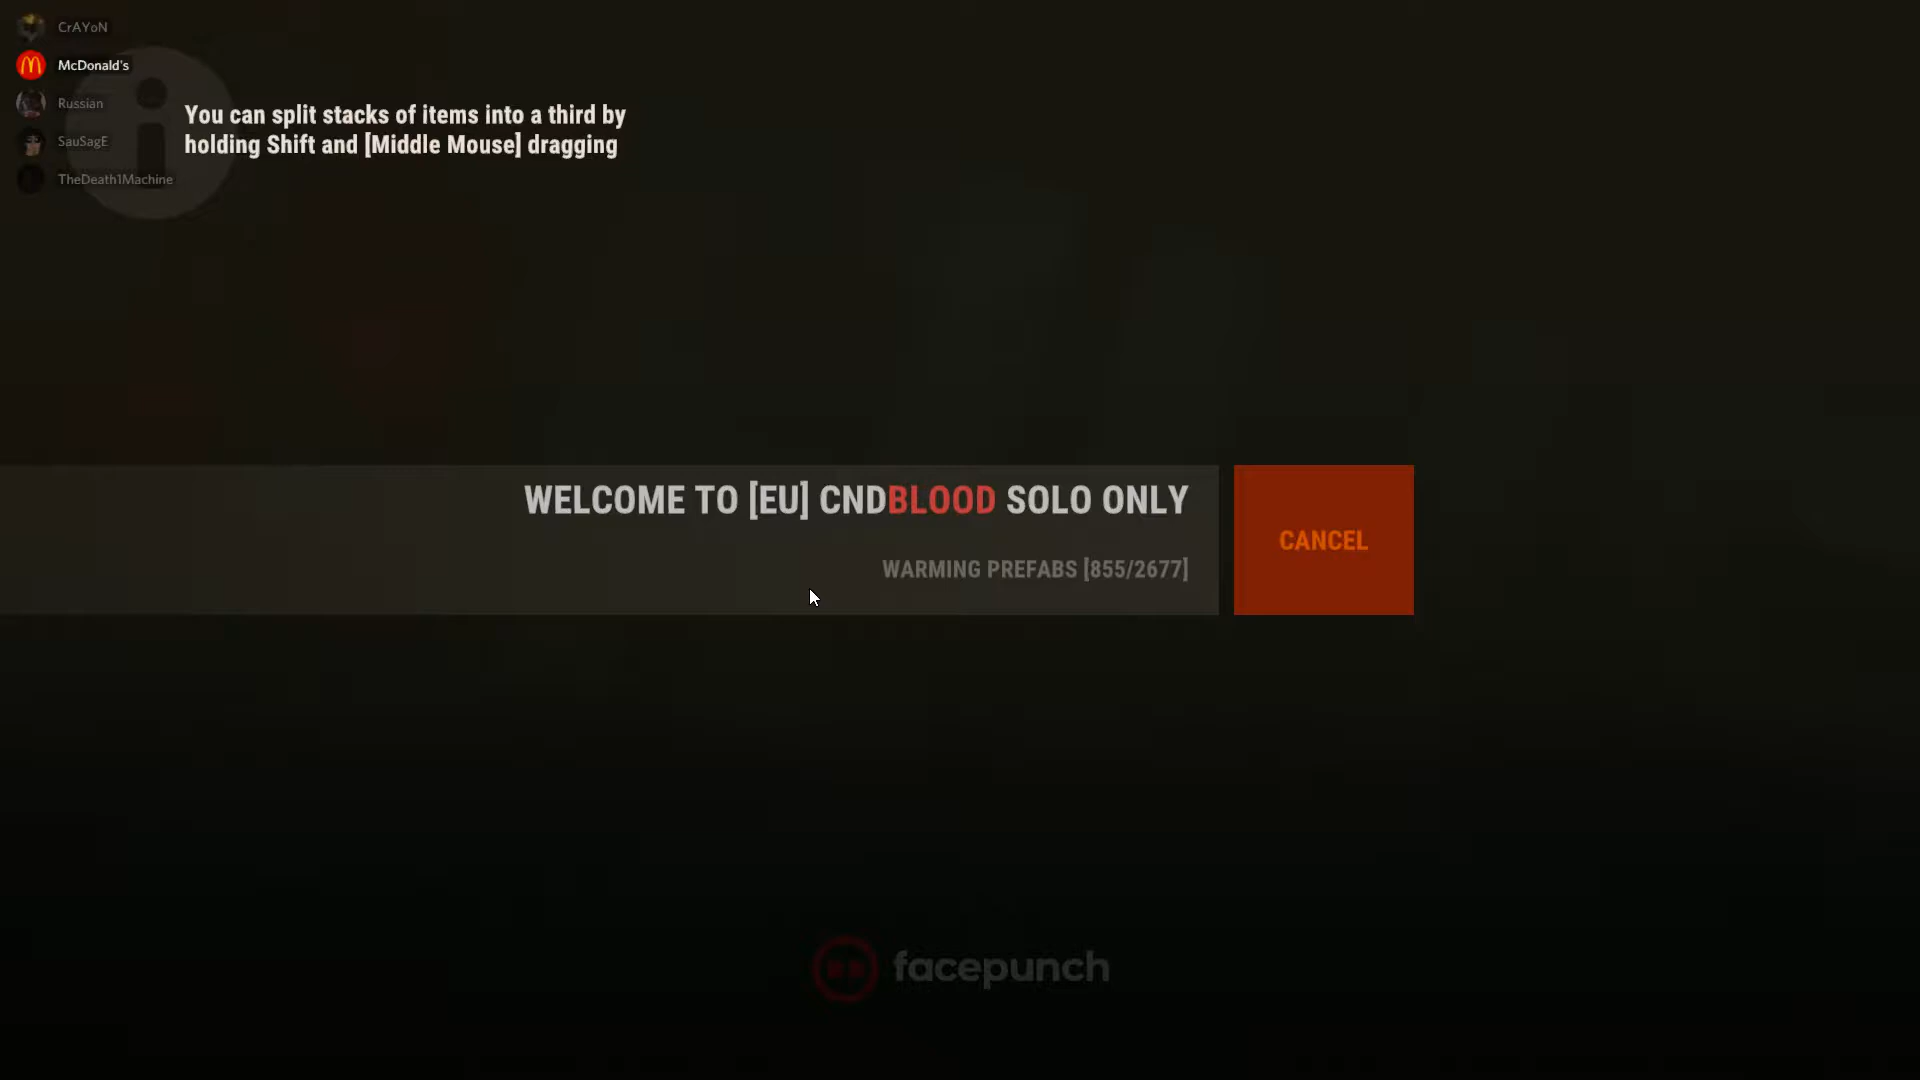 CrAYoN
McDonald's
Russian
SauSagE
TheDeath1Machine
You can split stacks of items into a third by
holding Shift and [Middle Mouse] dragging
WELCOME TO [EU] CNDBLOOD SOLO ONLY
WARMING PREFABS [855/2677]
CANCEL
facepunch